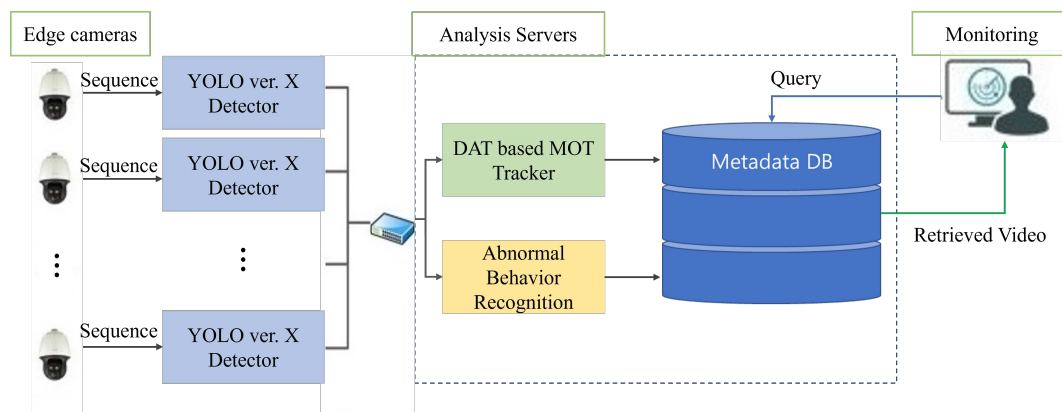 Edge cameras
Analysis Servers
Monitoring
Sequence
YOLO ver. X
Detector
Sequence
YOLO ver. X
Detector
Sequence
YOLO ver. X
Detector
DAT based MOT
Tracker
Abnormal
Behavior
Recognition
Query
Metadata DB
Retrieved Video